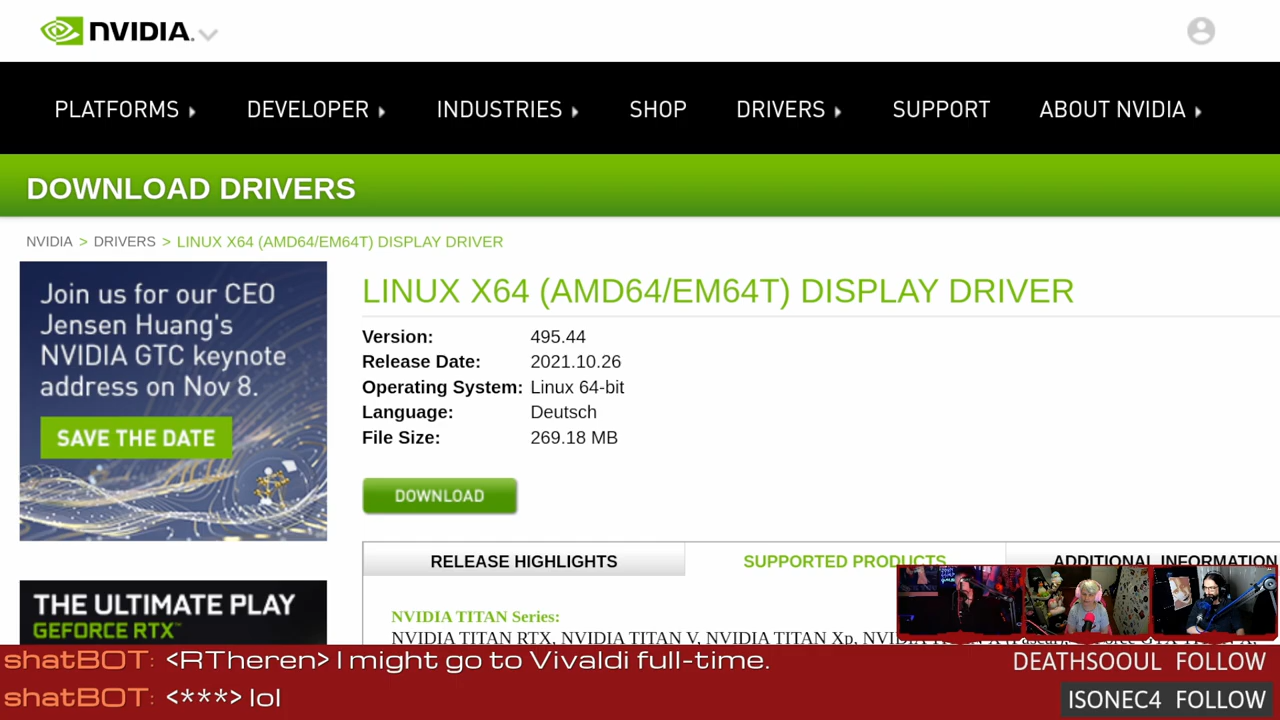 NVIDIA.
PLATFORMS DEVELOPER INDUSTRIES SHOP DRIVERS SUPPORT ABOUT NVIDIA
DOWNLOAD DRIVERS
NVIDIA > DRIVERS > LINUX X64 (AMD64/EM64T) DISPLAY DRIVER
Join us for our CEO
Jensen Huang's
NVIDIA GTC keynote
address on Nov 8.
SAVE THE DATE
THE ULTIMATE PLAY
GEFORCE RTX™
LINUX X64 (AMD64/EM64T) DISPLAY DRIVER
Version: 495.44
Release Date: 2021.10.26
Operating System: Linux 64-bit
Language: Deutsch
File Size: 269.18 MB
DOWNLOAD
RELEASE HIGHLIGHTS SUPPORTED PRODUCTS ADDITIONAL INFORMATION
NVIDIA TITAN Series:
NVIDIA TITAN RTX, NVIDIA TITAN V, NVIDIA TITAN Xp,
shatBOT: <RTheren> I might go to Vivaldi full-time.
shatBOT: <***> lol
DEATHSOOUL FOLLOW
ISONEC4 FOLLOW